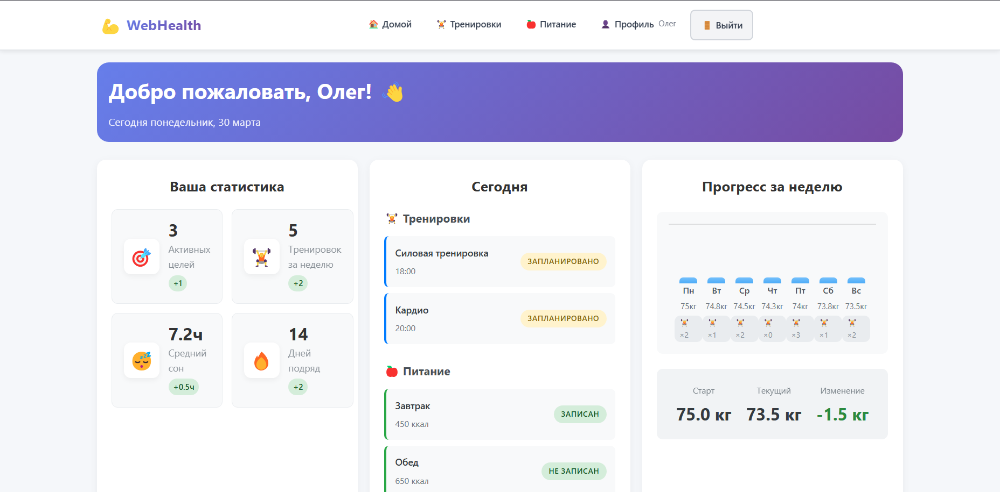 WebHealth
Домой
Тренировки
Питание
Профиль Олег
Выйти
Добро пожаловать, Олег!
Сегодня понедельник, 30 марта
Ваша статистика
3
Активных
целей
+1
5
Тренировок
за неделю
+2
7.2ч
Средний
сон
+0.5ч
14
Дней
подряд
+2
Сегодня
Тренировки
Силовая тренировка
18:00
ЗАПЛАНИРОВАНО
Кардио
20:00
ЗАПЛАНИРОВАНО
Питание
Завтрак
450 ккал
ЗАПИСАН
Обед
650 ккал
НЕ ЗАПИСАН
Прогресс за неделю
Пн Вт Ср Чт Пт Сб Вс
75кг 74.8кг 74.5кг 74.3кг 74кг 73.8кг 73.5кг
×2 ×1 ×2 ×0 ×3 ×1 ×2
Старт Текущий Изменение
75.0 кг 73.5 кг -1.5 кг